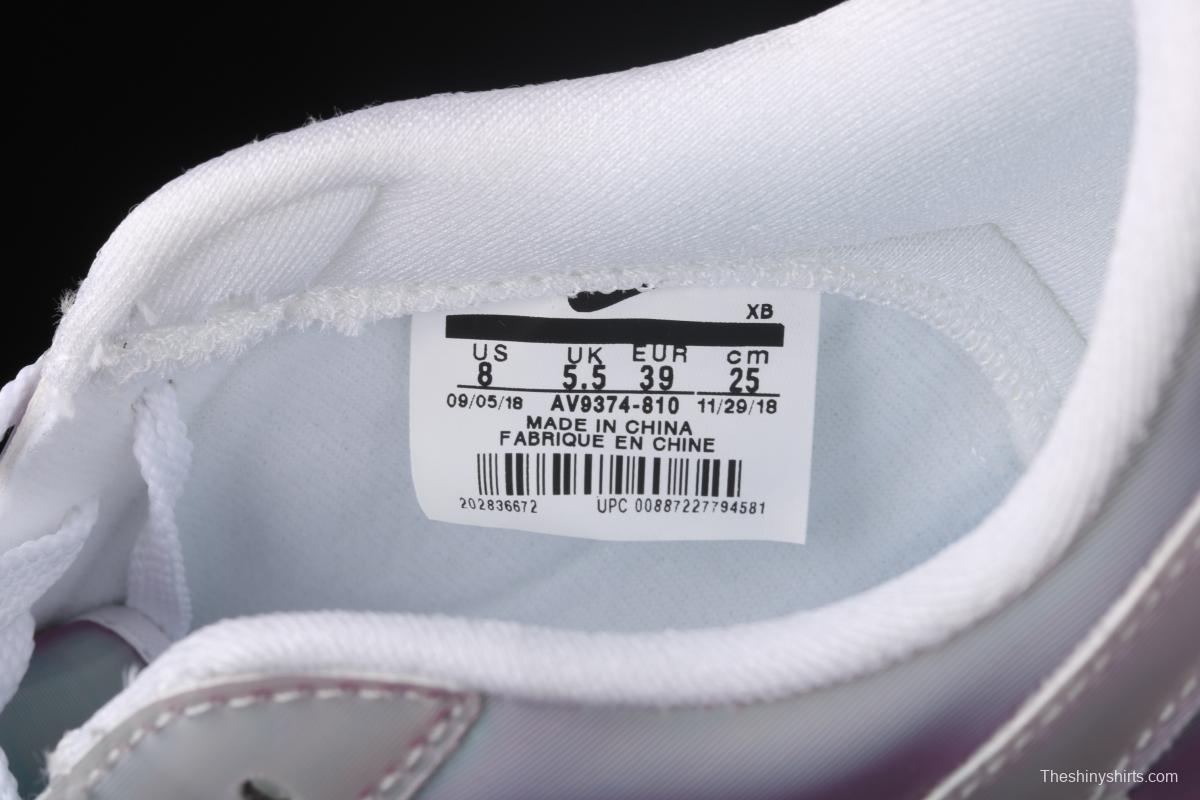 XB
US UK EUR cm
8 5.5 39 25
09/05/18 AV9374-810 11/29/18
MADE IN CHINA
FABRIQUE EN CHINE
202836672 UPC 00887227794581
Theshinyshirts.com